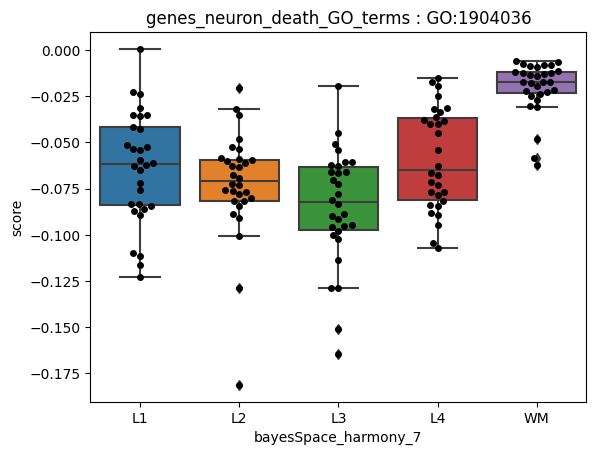 genes_neuron_death_GO_terms : GO:1904036
0.000
−0.025
−0.050
−0.075
−0.100
−0.125
−0.150
−0.175
score
L1 L2 L3 L4 WM
bayesSpace_harmony_7